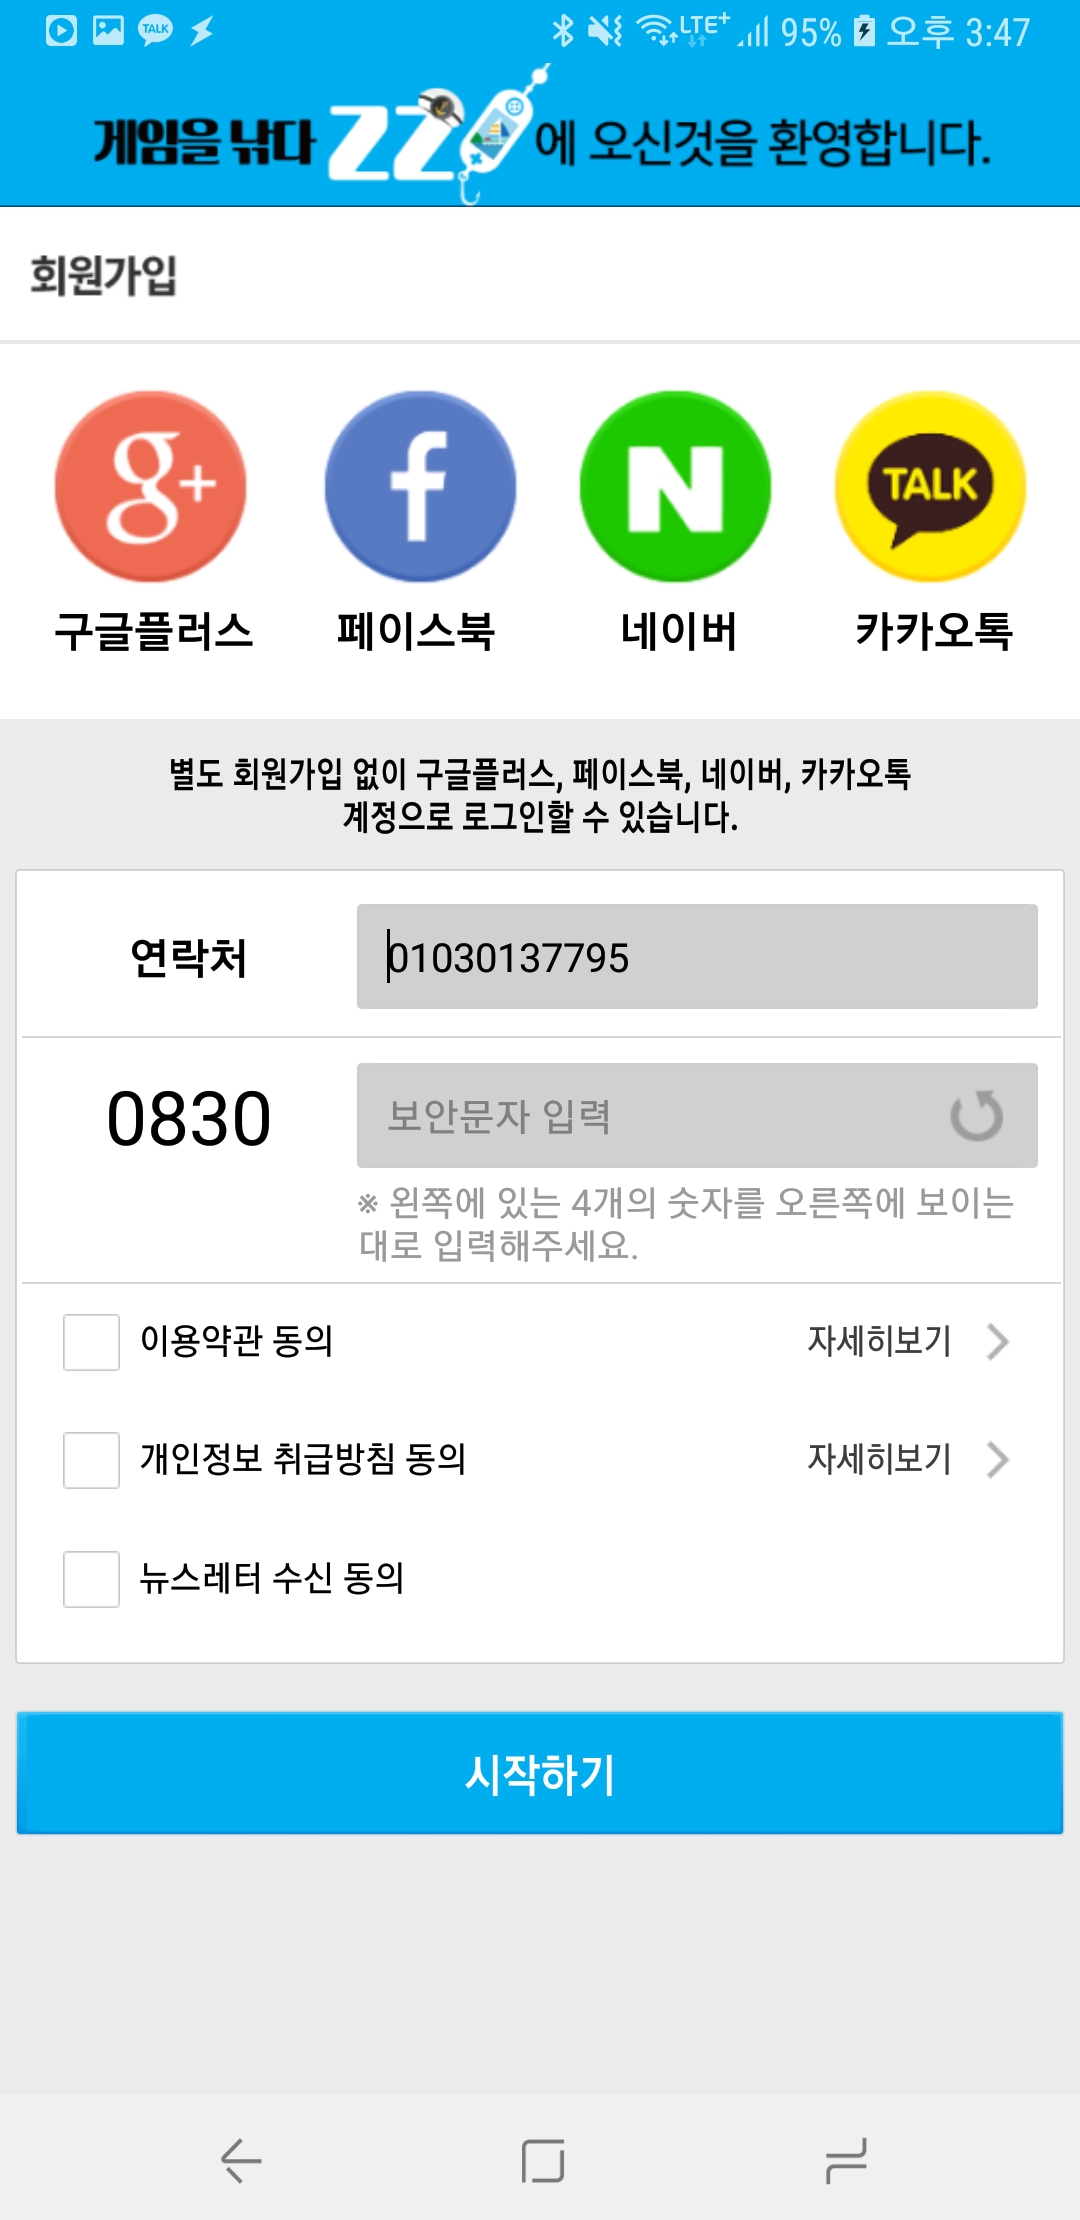 TALK LTE+ 95% 오후 3:47
게임을 낚다 ZZ 에 오신것을 환영합니다.
회원가입
g+ f N TALK
구글플러스 페이스북 네이버 카카오톡
별도 회원가입 없이 구글플러스, 페이스북, 네이버, 카카오톡
계정으로 로그인할 수 있습니다.
연락처 01030137795
0830 보안문자 입력
※ 왼쪽에 있는 4개의 숫자를 오른쪽에 보이는
대로 입력해주세요.
이용약관 동의 자세히보기
개인정보 취급방침 동의 자세히보기
뉴스레터 수신 동의
시작하기